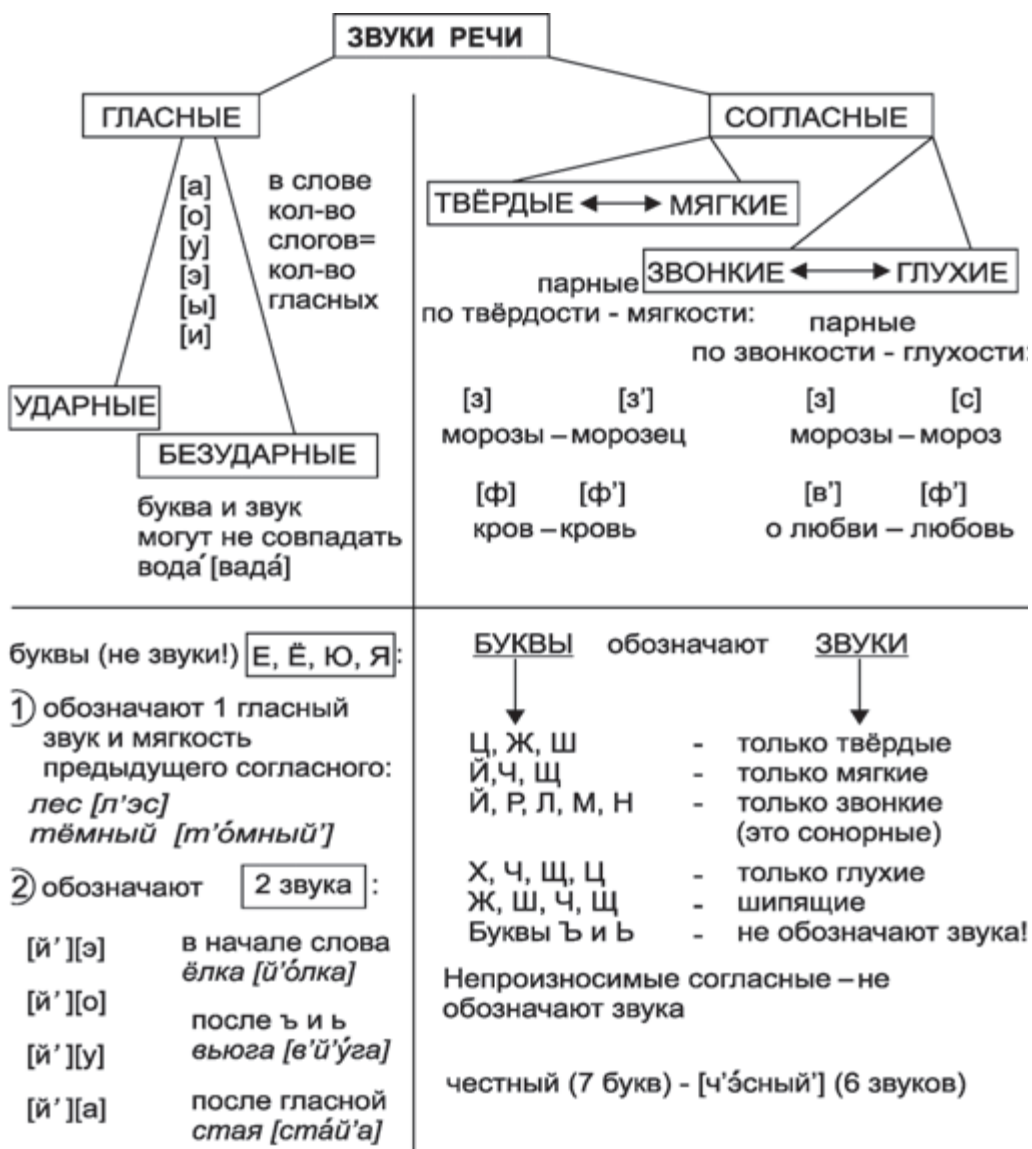 ЗВУКИ РЕЧИ
ГЛАСНЫЕ
[а]
[о]
[у]
[э]
[ы]
[и]
в слове
кол-во
слогов=
кол-во
гласных
УДАРНЫЕ
БЕЗУДАРНЫЕ
буква и звук
могут не совпадать
вода́ [вада́]
СОГЛАСНЫЕ
ТВЁРДЫЕ МЯГКИЕ
ЗВОНКИЕ ГЛУХИЕ
парные
по твёрдости - мягкости:
парные
по звонкости - глухости:
[з] [з']
морозы – морозец
[ф] [ф']
кров – кровь
[з] [с]
морозы – мороз
[в'] [ф']
о любви – любовь
буквы (не звуки!) Е, Ё, Ю, Я :
1) обозначают 1 гласный
звук и мягкость
предыдущего согласного:
лес [л'эс]
тёмный [т'о́мный']
2) обозначают 2 звука :
[й'][э]
[й'][о]
[й'][у]
[й'][а]
в начале слова
ёлка [й'о́лка]
после ъ и ь
вьюга [в'й'у́га]
после гласной
стая [ста́й'а]
БУКВЫ обозначают ЗВУКИ
Ц, Ж, Ш - только твёрдые
Й,Ч, Щ - только мягкие
Й, Р, Л, М, Н - только звонкие
(это сонорные)
Х, Ч, Щ, Ц - только глухие
Ж, Ш, Ч, Щ - шипящие
Буквы Ъ и Ь - не обозначают звука!
Непроизносимые согласные – не
обозначают звука
честный (7 букв) - [ч'э́сный'] (6 звуков)